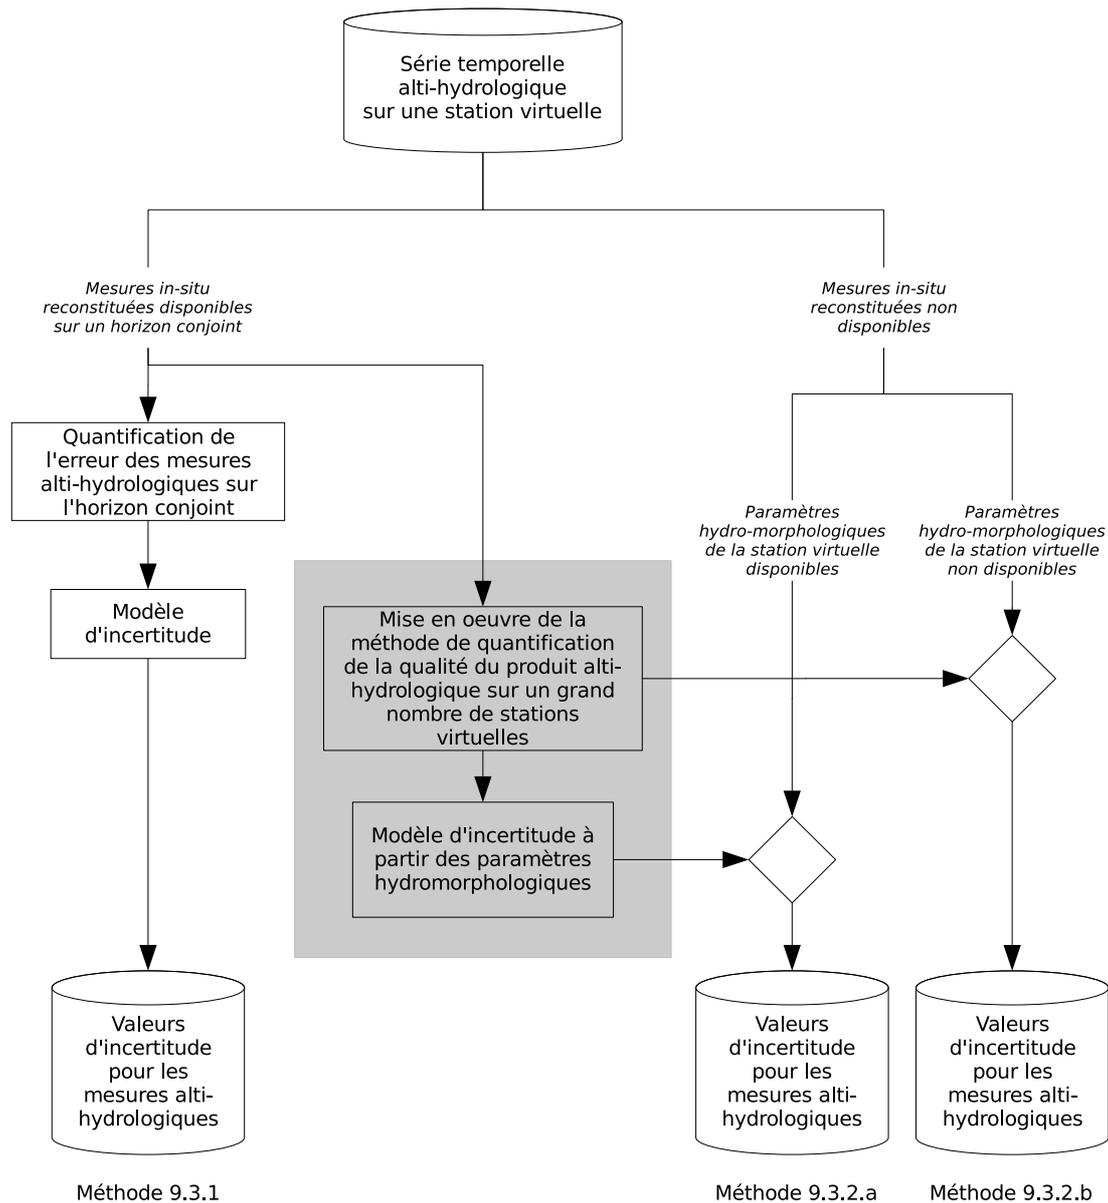 Série temporelle
alti-hydrologique
sur une station virtuelle
Mesures in-situ
reconstituées disponibles
sur un horizon conjoint
Mesures in-situ
reconstituées non
disponibles
Quantification de
l'erreur des mesures
alti-hydrologiques sur
l'horizon conjoint
Paramètres
hydro-morphologiques
de la station virtuelle
disponibles
Paramètres
hydro-morphologiques
de la station virtuelle
non disponibles
Modèle
d'incertitude
Mise en oeuvre de la
méthode de quantification
de la qualité du produit alti-
hydrologique sur un grand
nombre de stations
virtuelles
Modèle d'incertitude à
partir des paramètres
hydromorphologiques
Valeurs
d'incertitude
pour les
mesures alti-
hydrologiques
Valeurs
d'incertitude
pour les
mesures alti-
hydrologiques
Valeurs
d'incertitude
pour les
mesures alti-
hydrologiques
Méthode 9.3.1
Méthode 9.3.2.a
Méthode 9.3.2.b